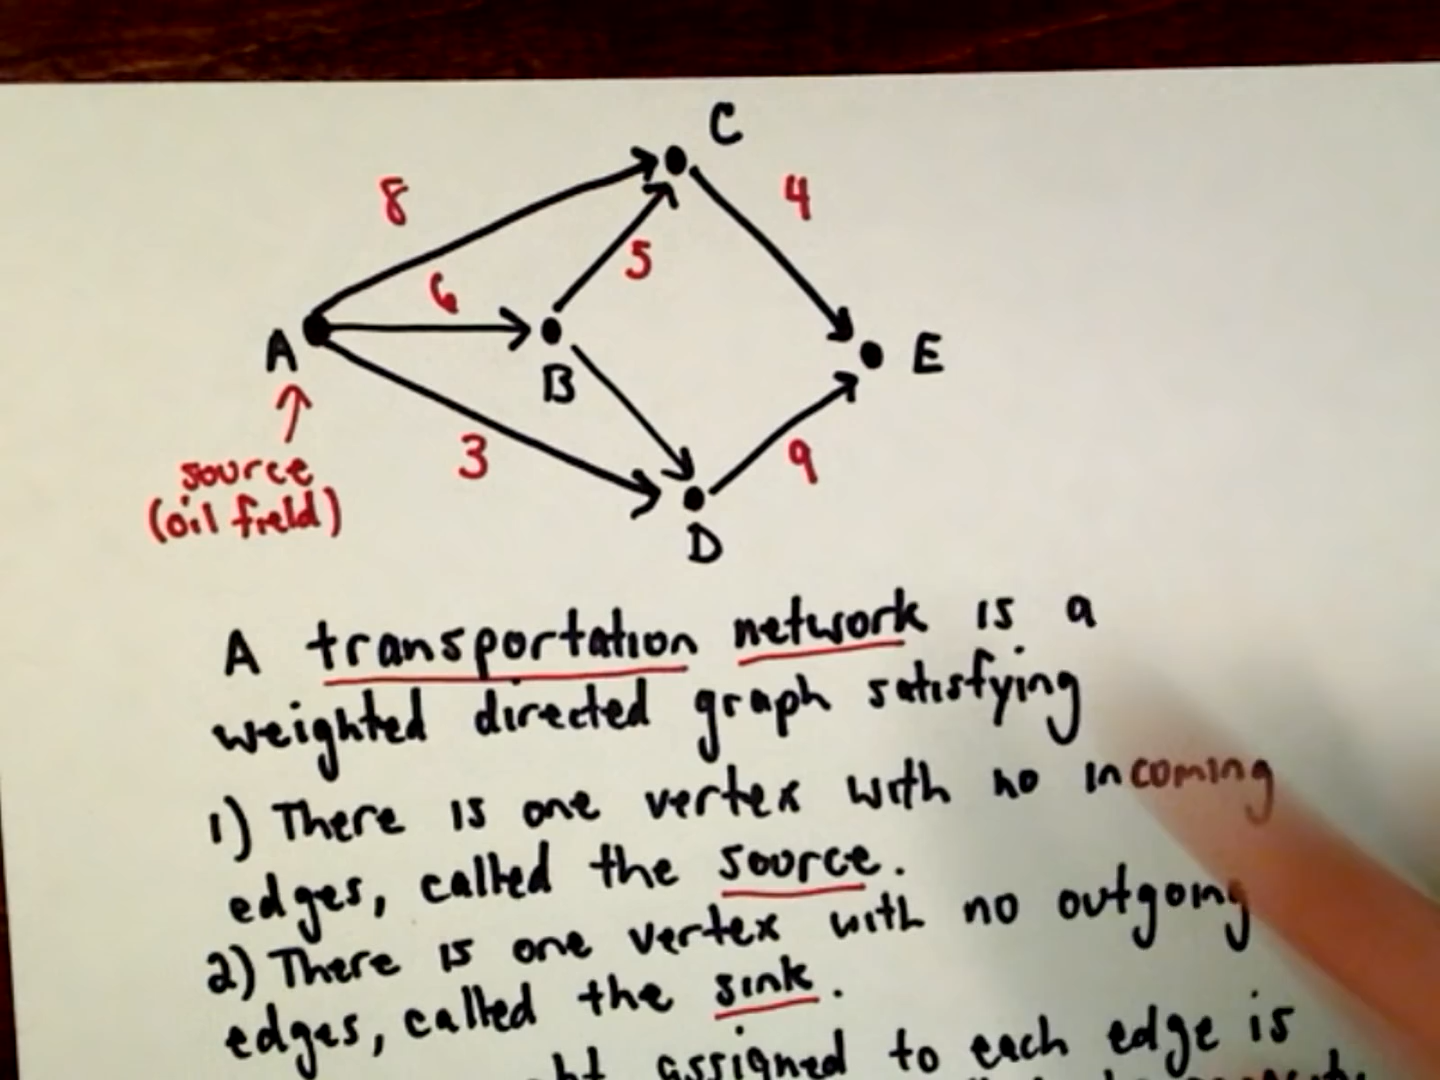 C
8
4
5
6
A
B
E
3
9
source
(oil field)
D
A transportation network is a
weighted directed graph satisfying
1) There is one vertex with no incoming
edges, called the source.
2) There is one vertex with no outgoing
edges, called the sink.
assigned to each edge is